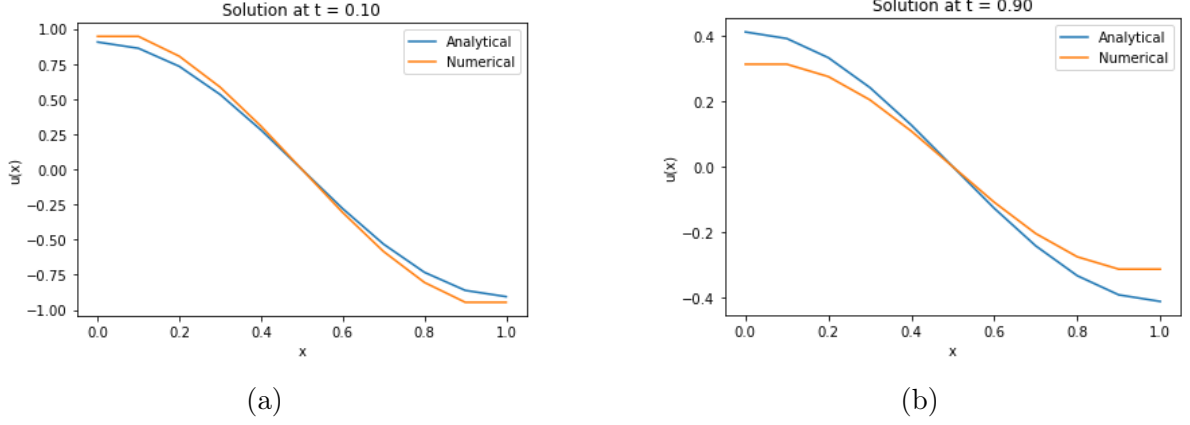 Solution at t = 0.10
1.00
0.75
0.50
0.25
0.00
−0.25
−0.50
−0.75
−1.00
u(x)
Analytical
Numerical
0.0 0.2 0.4 0.6 0.8 1.0
x
(a)
Solution at t = 0.90
0.4
0.2
0.0
−0.2
−0.4
u(x)
Analytical
Numerical
0.0 0.2 0.4 0.6 0.8 1.0
x
(b)